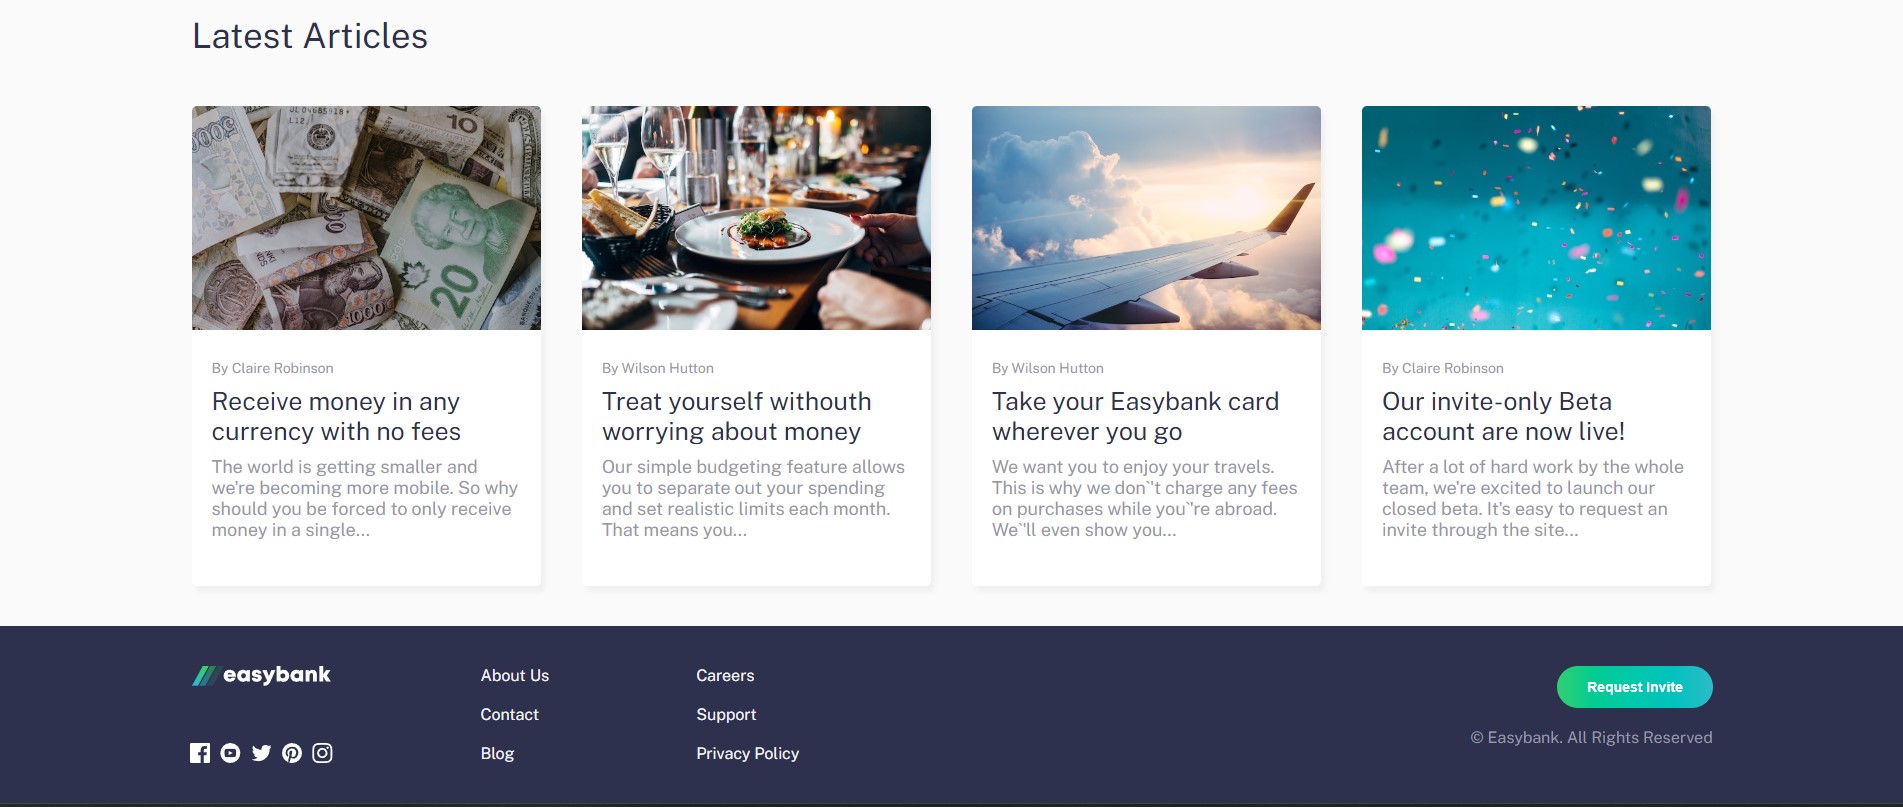 Latest Articles
10
20
1000
By Claire Robinson
Receive money in any
currency with no fees
The world is getting smaller and
we're becoming more mobile. So why
should you be forced to only receive
money in a single...
By Wilson Hutton
Treat yourself withouth
worrying about money
Our simple budgeting feature allows
you to separate out your spending
and set realistic limits each month.
That means you...
By Wilson Hutton
Take your Easybank card
wherever you go
We want you to enjoy your travels.
This is why we don`'t charge any fees
on purchases while you`'re abroad.
We`'ll even show you...
By Claire Robinson
Our invite-only Beta
account are now live!
After a lot of hard work by the whole
team, we're excited to launch our
closed beta. It's easy to request an
invite through the site...
easybank
About Us
Contact
Blog
Careers
Support
Privacy Policy
Request Invite
© Easybank. All Rights Reserved